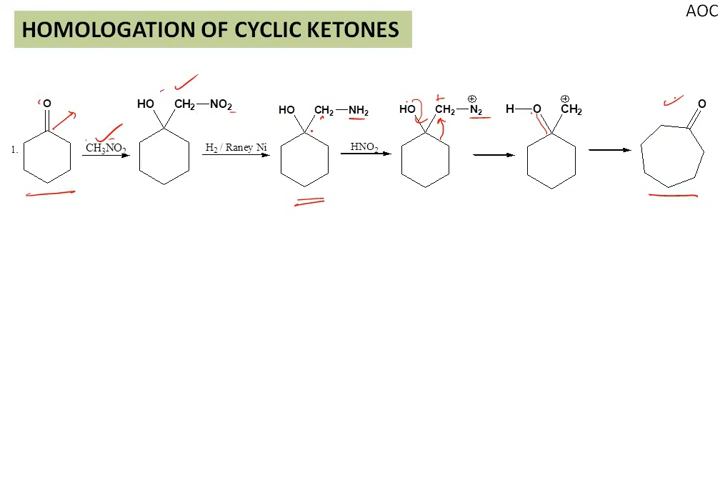 AOC
HOMOLOGATION OF CYCLIC KETONES
1.
O
CH₃NO₂
HO CH₂—NO₂
H₂ / Raney Ni
HO CH₂—NH₂
HNO₂
HO CH₂—N₂ ⊕
H—O CH₂ ⊕
O